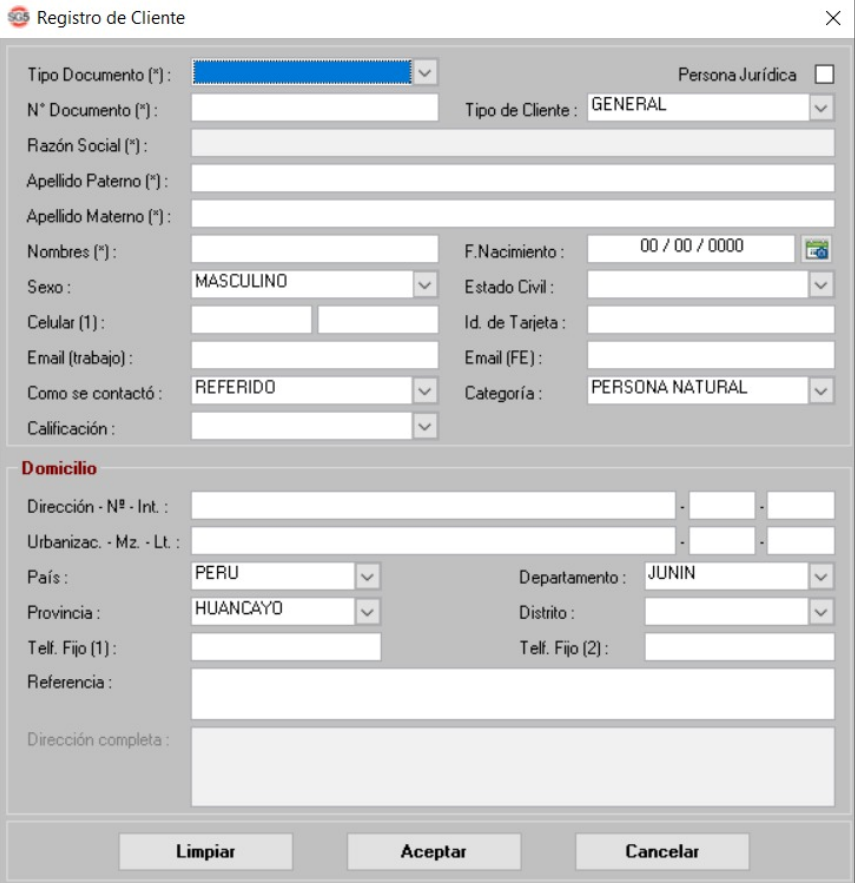 SG5 Registro de Cliente
Tipo Documento (*) : Persona Jurídica
N° Documento (*) : Tipo de Cliente : GENERAL
Razón Social (*) :
Apellido Paterno (*) :
Apellido Materno (*) :
Nombres (*) : F.Nacimiento : 00 / 00 / 0000
Sexo : MASCULINO Estado Civil :
Celular (1) : Id. de Tarjeta :
Email (trabajo) : Email (FE) :
Como se contactó : REFERIDO Categoría : PERSONA NATURAL
Calificación :
Domicilio
Dirección - Nº - Int. : - -
Urbanizac. - Mz. - Lt. : - -
País : PERU Departamento : JUNIN
Provincia : HUANCAYO Distrito :
Telf. Fijo (1) : Telf. Fijo (2) :
Referencia :
Dirección completa :
Limpiar Aceptar Cancelar